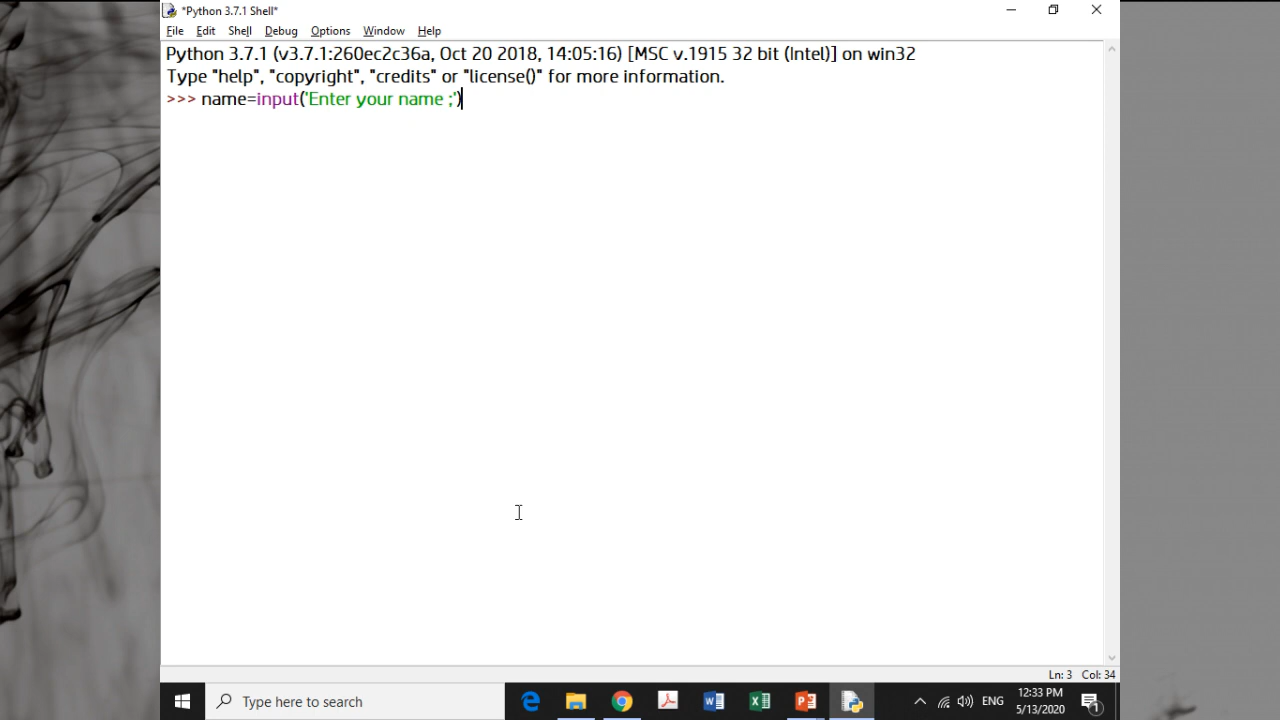 *Python 3.7.1 Shell*
File Edit Shell Debug Options Window Help
Python 3.7.1 (v3.7.1:260ec2c36a, Oct 20 2018, 14:05:16) [MSC v.1915 32 bit (Intel)] on win32
Type "help", "copyright", "credits" or "license()" for more information.
>>> name=input('Enter your name ;')
Ln: 3 Col: 34
Type here to search
ENG
12:33 PM
5/13/2020
1